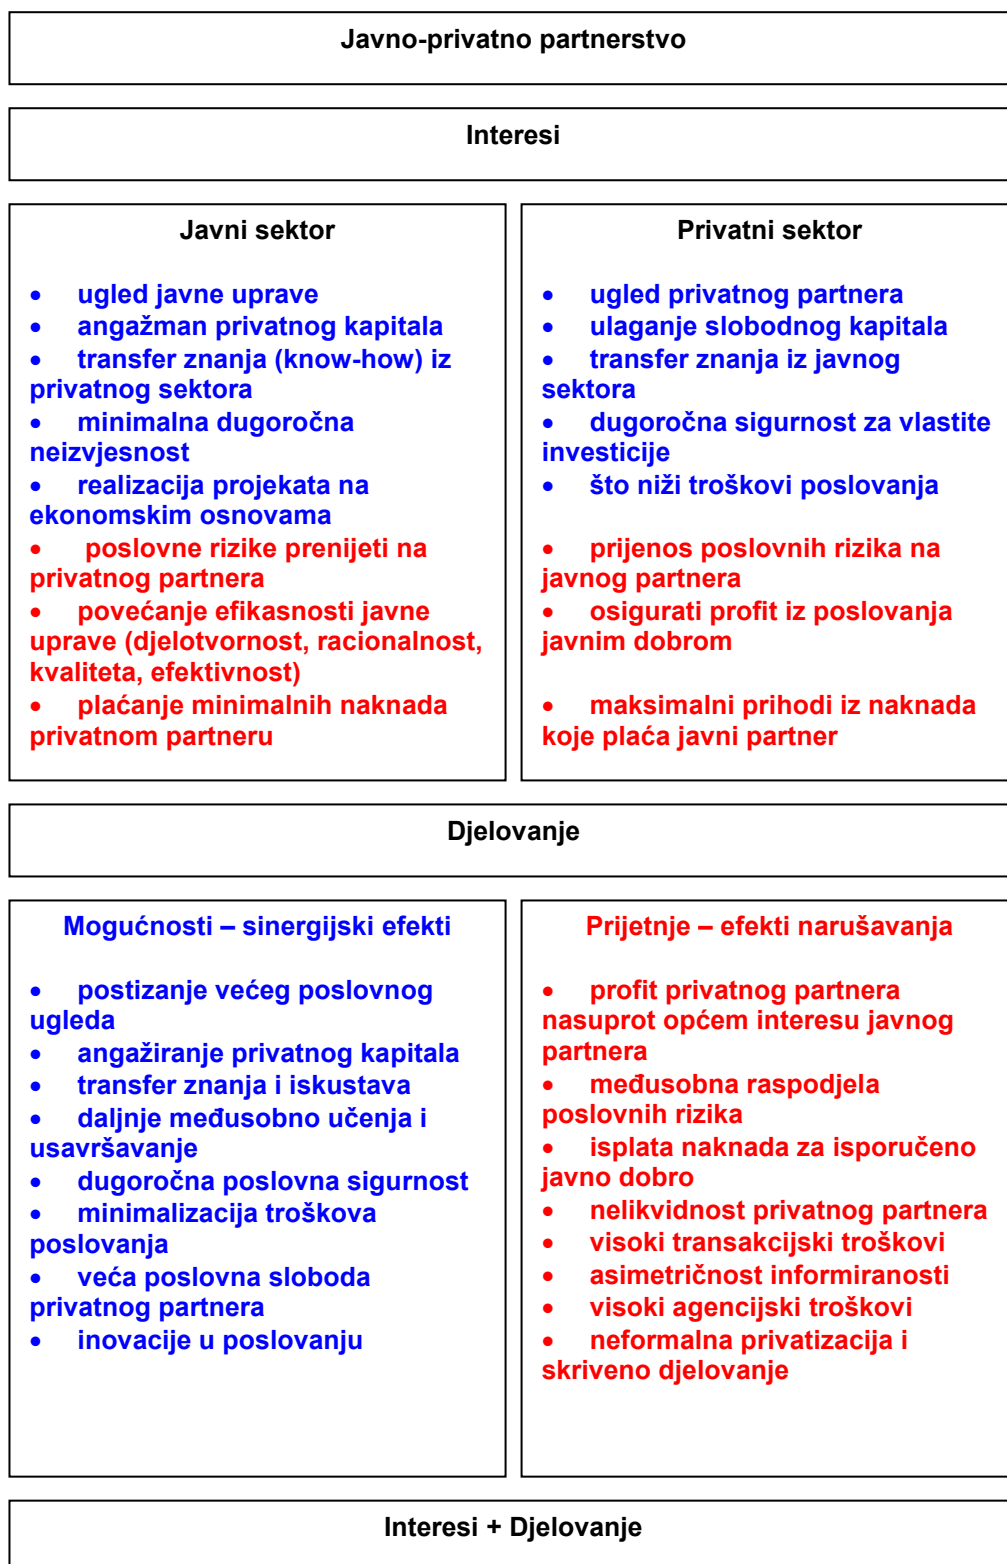 Javno-privatno partnerstvo
Interesi
Javni sektor
• ugled javne uprave
• angažman privatnog kapitala
• transfer znanja (know-how) iz
privatnog sektora
• minimalna dugoročna
neizvjesnost
• realizacija projekata na
ekonomskim osnovama
• poslovne rizike prenijeti na
privatnog partnera
• povećanje efikasnosti javne
uprave (djelotvornost, racionalnost,
kvaliteta, efektivnost)
• plaćanje minimalnih naknada
privatnom partneru
Privatni sektor
• ugled privatnog partnera
• ulaganje slobodnog kapitala
• transfer znanja iz javnog
sektora
• dugoročna sigurnost za vlastite
investicije
• što niži troškovi poslovanja
• prijenos poslovnih rizika na
javnog partnera
• osigurati profit iz poslovanja
javnim dobrom
• maksimalni prihodi iz naknada
koje plaća javni partner
Djelovanje
Mogućnosti – sinergijski efekti
• postizanje većeg poslovnog
ugleda
• angažiranje privatnog kapitala
• transfer znanja i iskustava
• daljnje međusobno učenja i
usavršavanje
• dugoročna poslovna sigurnost
• minimalizacija troškova
poslovanja
• veća poslovna sloboda
privatnog partnera
• inovacije u poslovanju
Prijetnje – efekti narušavanja
• profit privatnog partnera
nasuprot općem interesu javnog
partnera
• međusobna raspodjela
poslovnih rizika
• isplata naknada za isporučeno
javno dobro
• nelikvidnost privatnog partnera
• visoki transakcijski troškovi
• asimetričnost informiranosti
• visoki agencijski troškovi
• neformalna privatizacija i
skriveno djelovanje
Interesi + Djelovanje